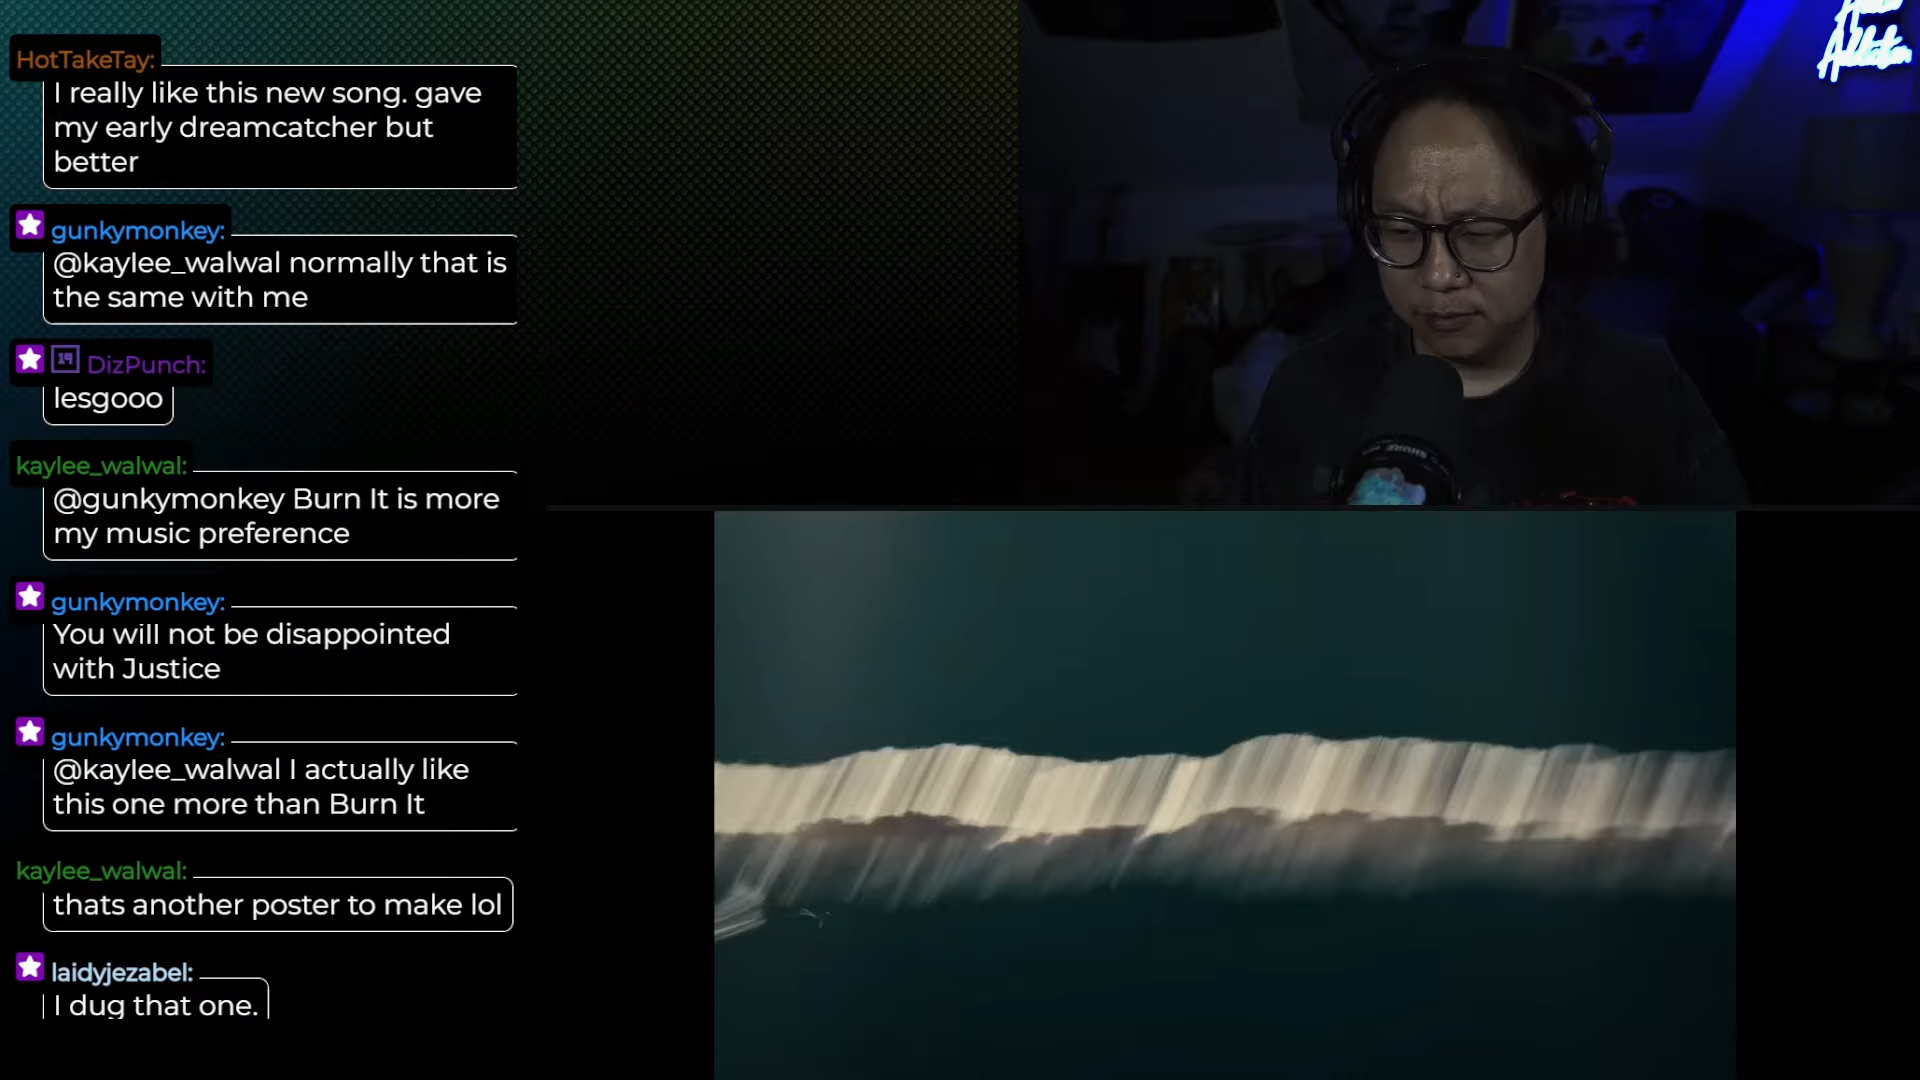 HotTakeTay:
I really like this new song. gave
my early dreamcatcher but
better
gunkymonkey:
@kaylee_walwal normally that is
the same with me
19 DizPunch:
lesgooo
kaylee_walwal:
@gunkymonkey Burn It is more
my music preference
gunkymonkey:
You will not be disappointed
with Justice
gunkymonkey:
@kaylee_walwal I actually like
this one more than Burn It
kaylee_walwal:
thats another poster to make lol
laidyjezabel:
I dug that one.
SHURE